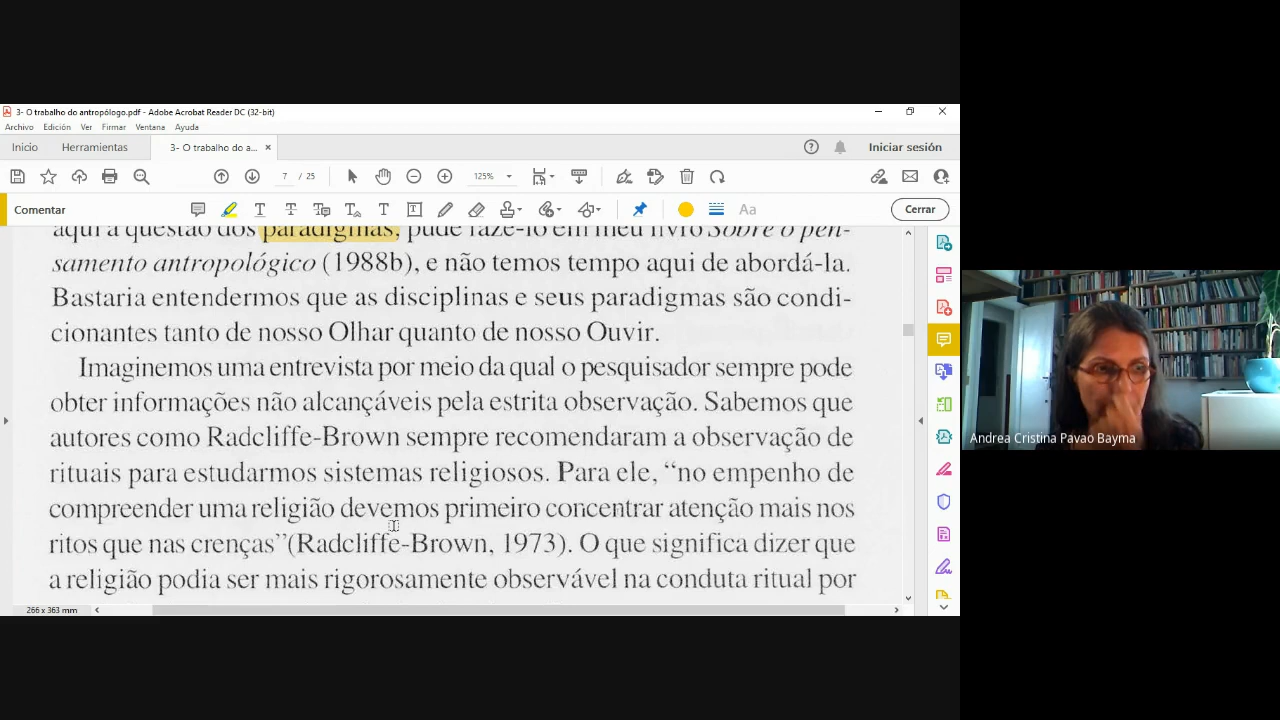 3- O trabalho do antropólogo.pdf - Adobe Acrobat Reader DC (32-bit)
Archivo Edición Ver Firmar Ventana Ayuda
Inicio Herramientas 3- O trabalho do a... × Iniciar sesión
7 / 25 125%
Comentar Aa Cerrar
aqui a questão dos paradigmas, pude fazê-lo em meu livro Sobre o pen-
samento antropológico (1988b), e não temos tempo aqui de abordá-la.
Bastaria entendermos que as disciplinas e seus paradigmas são condi-
cionantes tanto de nosso Olhar quanto de nosso Ouvir.
Imaginemos uma entrevista por meio da qual o pesquisador sempre pode
obter informações não alcançáveis pela estrita observação. Sabemos que
autores como Radcliffe-Brown sempre recomendaram a observação de
rituais para estudarmos sistemas religiosos. Para ele, “no empenho de
compreender uma religião devemos primeiro concentrar atenção mais nos
ritos que nas crenças”(Radcliffe-Brown, 1973). O que significa dizer que
a religião podia ser mais rigorosamente observável na conduta ritual por
266 x 363 mm
Andrea Cristina Pavao Bayma